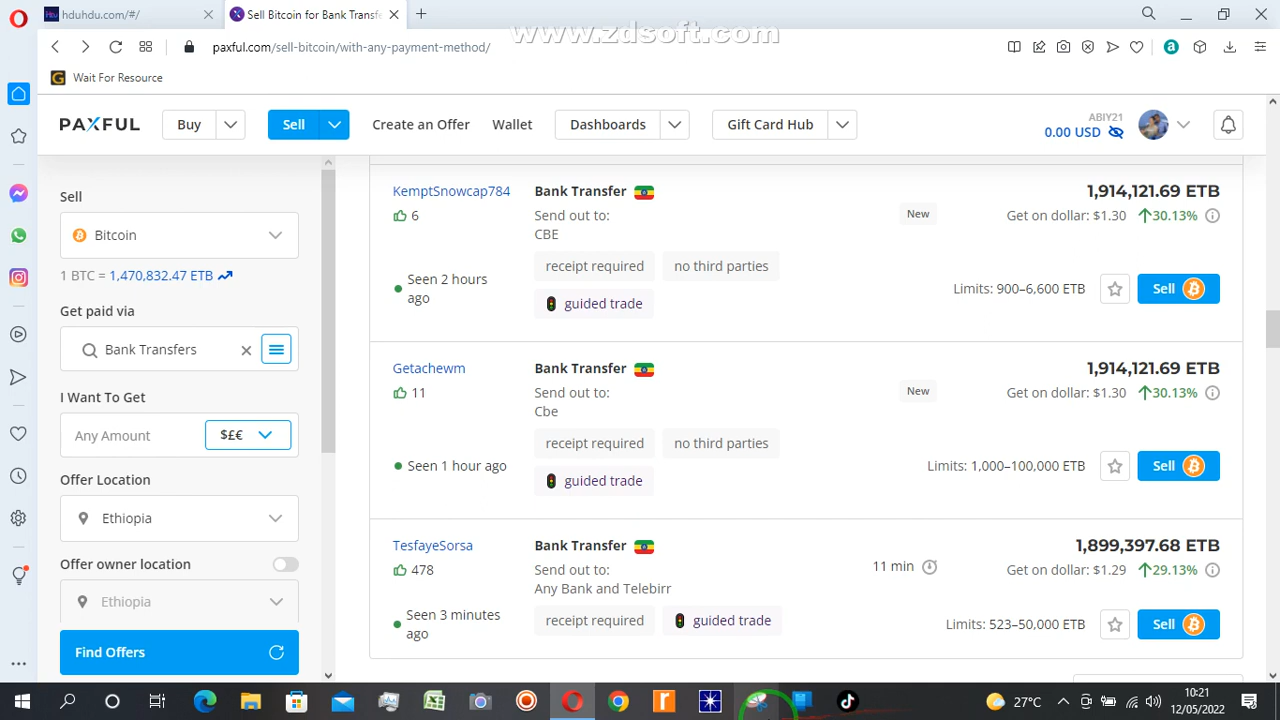 hduhdu.com/#/
Sell Bitcoin for Bank Transfe
www.zdsoft.com
paxful.com/sell-bitcoin/with-any-payment-method/
Wait For Resource
PAXFUL
Buy
Sell
Create an Offer
Wallet
Dashboards
Gift Card Hub
ABIY21
0.00 USD
Sell
Bitcoin
1 BTC = 1,470,832.47 ETB
Get paid via
Bank Transfers
I Want To Get
Any Amount
$£€
Offer Location
Ethiopia
Offer owner location
Ethiopia
Find Offers
KemptSnowcap784
6
Seen 2 hours
ago
Bank Transfer
Send out to:
CBE
receipt required
no third parties
guided trade
New
1,914,121.69 ETB
Get on dollar: $1.30 30.13%
Limits: 900–6,600 ETB
Sell
Getachewm
11
Seen 1 hour ago
Bank Transfer
Send out to:
Cbe
receipt required
no third parties
guided trade
New
1,914,121.69 ETB
Get on dollar: $1.30 30.13%
Limits: 1,000–100,000 ETB
Sell
TesfayeSorsa
478
Seen 3 minutes
ago
Bank Transfer
Send out to:
Any Bank and Telebirr
receipt required
guided trade
11 min
1,899,397.68 ETB
Get on dollar: $1.29 29.13%
Limits: 523–50,000 ETB
Sell
27°C
10:21
12/05/2022